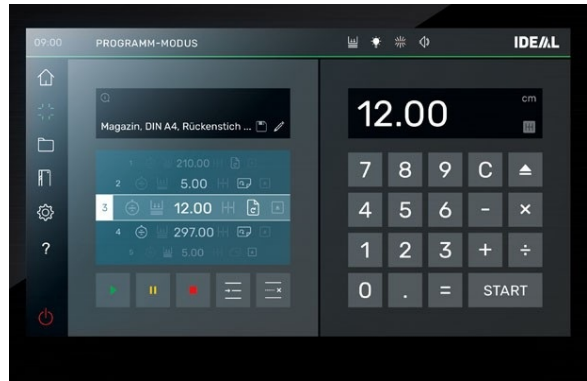 09:00 PROGRAMM-MODUS IDEAL
Magazin, DIN A4, Rückenstich ...
1 210.00
2 5.00
3 12.00
4 297.00
5 5.00
12.00 cm
7 8 9 C
4 5 6 - ×
1 2 3 + ÷
0 . = START
?